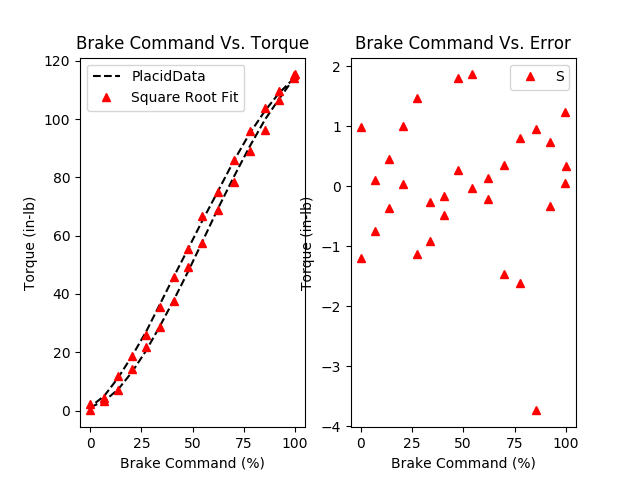 Brake Command Vs. Torque
PlacidData
Square Root Fit
120
100
80
60
40
20
0
Torque (in-lb)
0 25 50 75 100
Brake Command (%)
Brake Command Vs. Error
S
2
1
0
−1
−2
−3
−4
Torque (in-lb)
0 25 50 75 100
Brake Command (%)